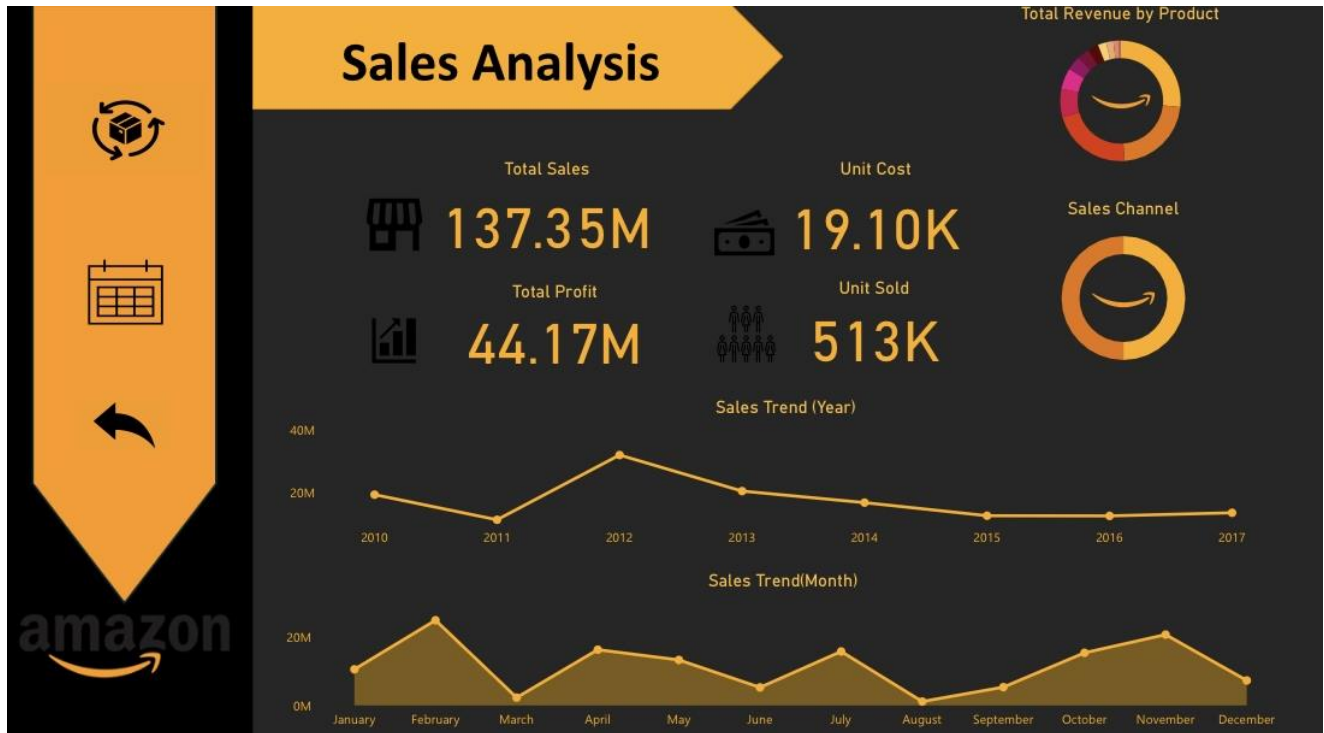 Sales Analysis
Total Revenue by Product
Total Sales
137.35M
Unit Cost
19.10K
Sales Channel
Total Profit
44.17M
Unit Sold
513K
Sales Trend (Year)
40M
20M
2010 2011 2012 2013 2014 2015 2016 2017
Sales Trend(Month)
20M
0M
January February March April May June July August September October November December
amazon